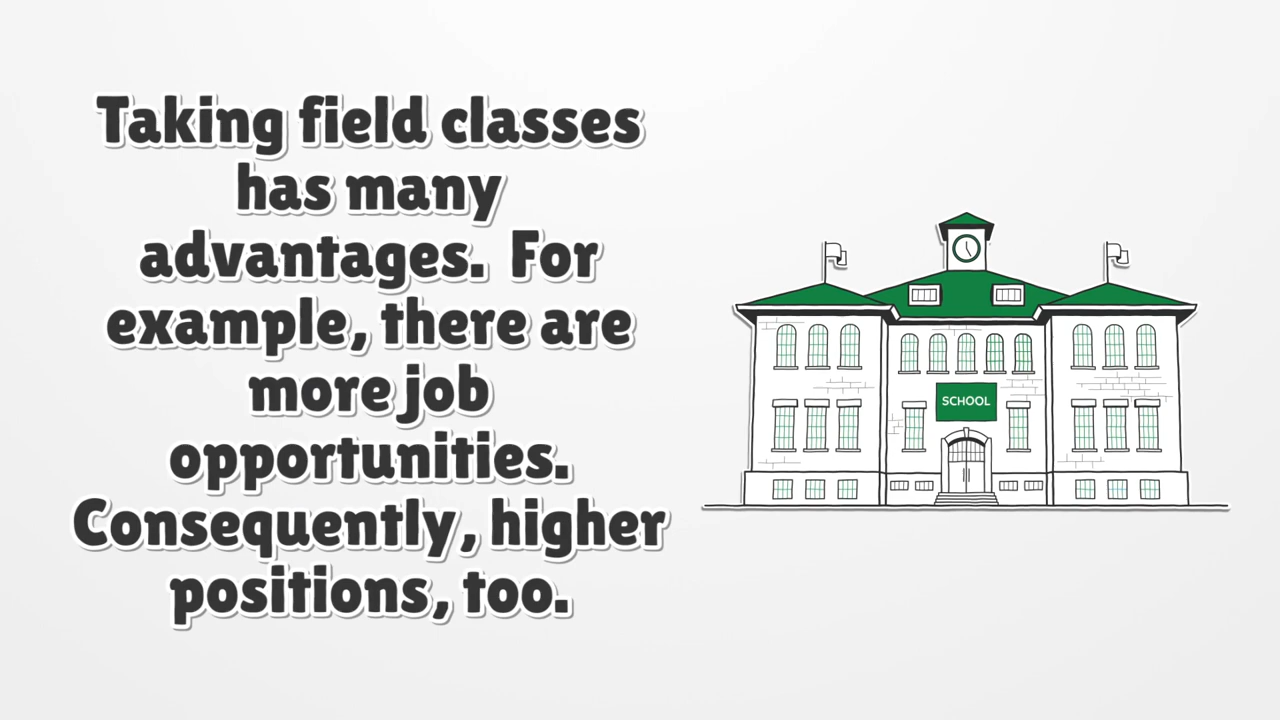 Taking field classes
has many
advantages.  For
example, there are
more job
opportunities.
Consequently, higher
positions, too.
SCHOOL